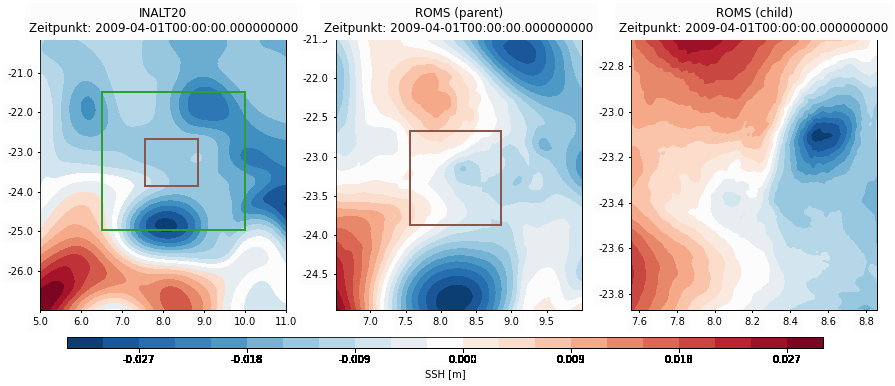 INALT20
Zeitpunkt: 2009-04-01T00:00:00.000000000
ROMS (parent)
Zeitpunkt: 2009-04-01T00:00:00.000000000
ROMS (child)
Zeitpunkt: 2009-04-01T00:00:00.000000000
-21.0
-22.0
-23.0
-24.0
-25.0
-26.0
5.0 6.0 7.0 8.0 9.0 10.0 11.0
-21.5
-22.0
-22.5
-23.0
-23.5
-24.0
-24.5
7.0 7.5 8.0 8.5 9.0 9.5
-22.8
-23.0
-23.2
-23.4
-23.6
-23.8
7.6 7.8 8.0 8.2 8.4 8.6 8.8
-0.027 -0.018 -0.009 0.000 0.009 0.018 0.027
SSH [m]